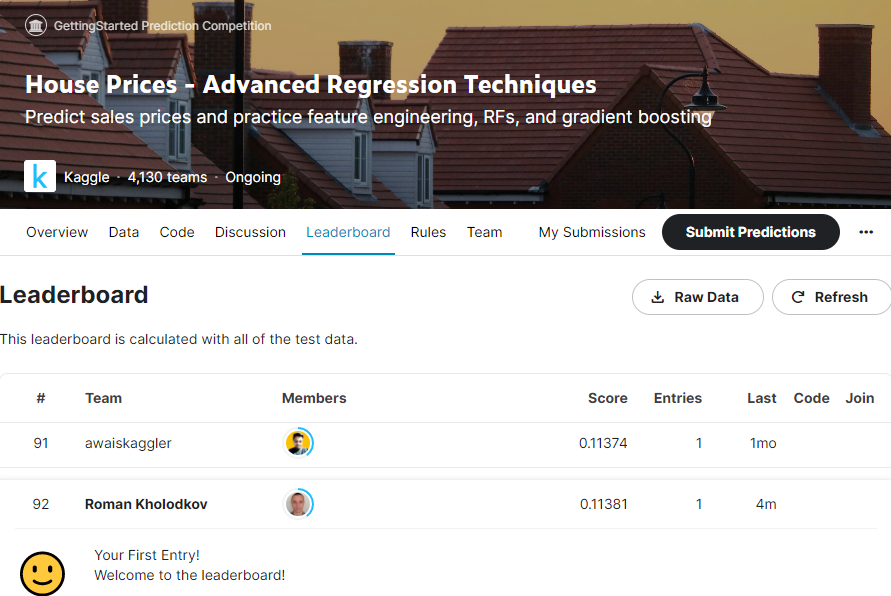 GettingStarted Prediction Competition
House Prices - Advanced Regression Techniques
Predict sales prices and practice feature engineering, RFs, and gradient boosting
k Kaggle · 4,130 teams · Ongoing
Overview Data Code Discussion Leaderboard Rules Team My Submissions Submit Predictions ...
Leaderboard Raw Data Refresh
This leaderboard is calculated with all of the test data.
# Team Members Score Entries Last Code Join
91 awaiskaggler 0.11374 1 1mo
92 Roman Kholodkov 0.11381 1 4m
Your First Entry!
Welcome to the leaderboard!